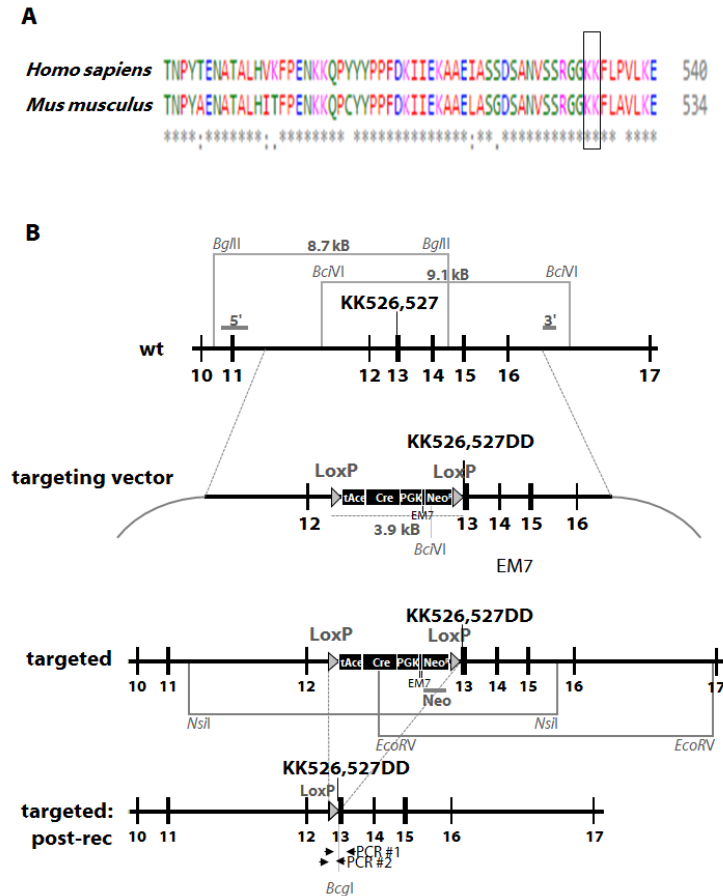 A
Homo sapiens TNPYTENATALHVKFPENKKQPYYYPPFDKIIEKAAEIASSDSANVSSRGGKKFLPVLKE 540
Mus musculus TNPYAENATALHITFPENKKQPCYYPPFDKIIEKAAELASGDSANVSSRGGKKFLAVLKE 534
****:*******:.******** **************:**.************** ****
B
BglII 8.7 kB BglII
BciVI 9.1 kB BciVI
KK526,527
5' 3'
wt
10 11 12 13 14 15 16 17
KK526,527DD
targeting vector LoxP LoxP
tAce Cre PGK Neo
12 EM7 13 14 15 16
3.9 kB
BciVI
EM7
KK526,527DD
LoxP LoxP
targeted
tAce Cre PGK Neo
10 11 12 EM7 13 14 15 16 17
Neo
NsiI NsiI
EcoRV EcoRV
KK526,527DD
LoxP
targeted:
post-rec
10 11 12 13 14 15 16 17
PCR #1
PCR #2
BcgI